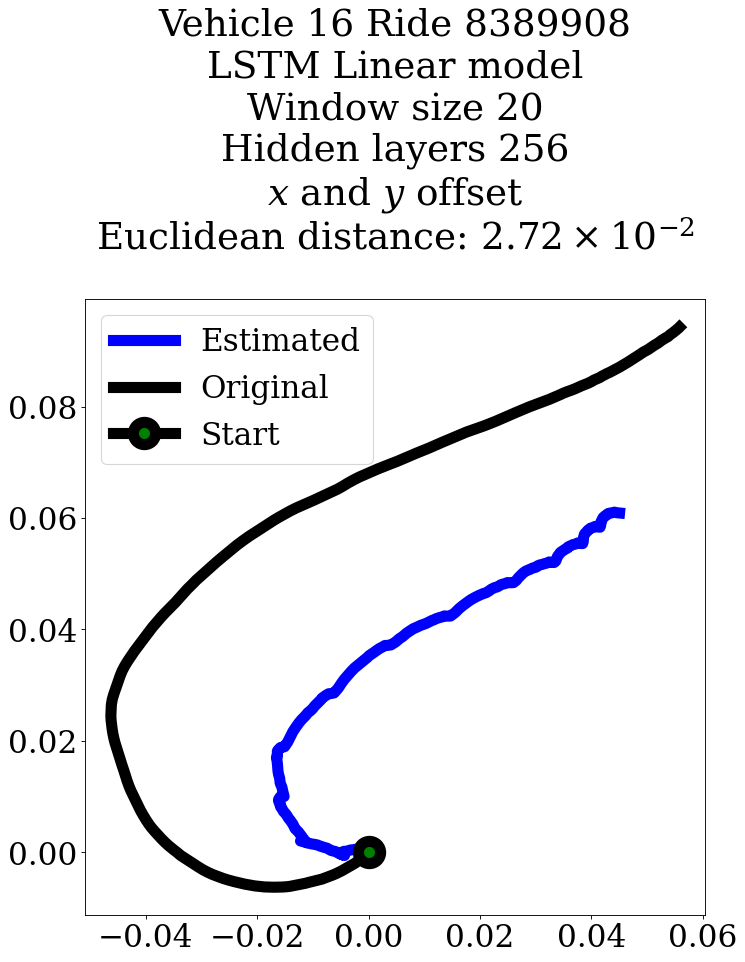 Vehicle 16 Ride 8389908
LSTM Linear model
Window size 20
Hidden layers 256
x and y offset
Euclidean distance: 2.72 × 10⁻²
Estimated
Original
Start
0.08
0.06
0.04
0.02
0.00
−0.04 −0.02 0.00 0.02 0.04 0.06